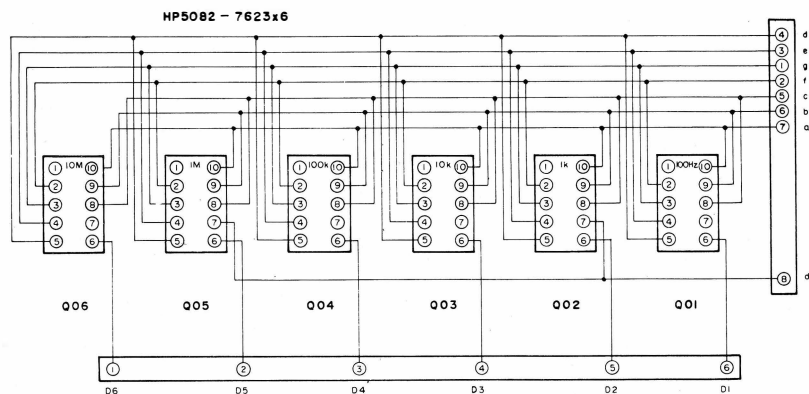 HP5082 - 7623x6
4 d
3 e
1 g
2 f
5 c
6 b
7 a
1 10M 10
2 9
3 8
4 7
5 6
1 1M 10
2 9
3 8
4 7
5 6
1 100k 10
2 9
3 8
4 7
5 6
1 10k 10
2 9
3 8
4 7
5 6
1 1k 10
2 9
3 8
4 7
5 6
1 100Hz 10
2 9
3 8
4 7
5 6
8 d
Q06 Q05 Q04 Q03 Q02 Q01
1 2 3 4 5 6
D6 D5 D4 D3 D2 D1